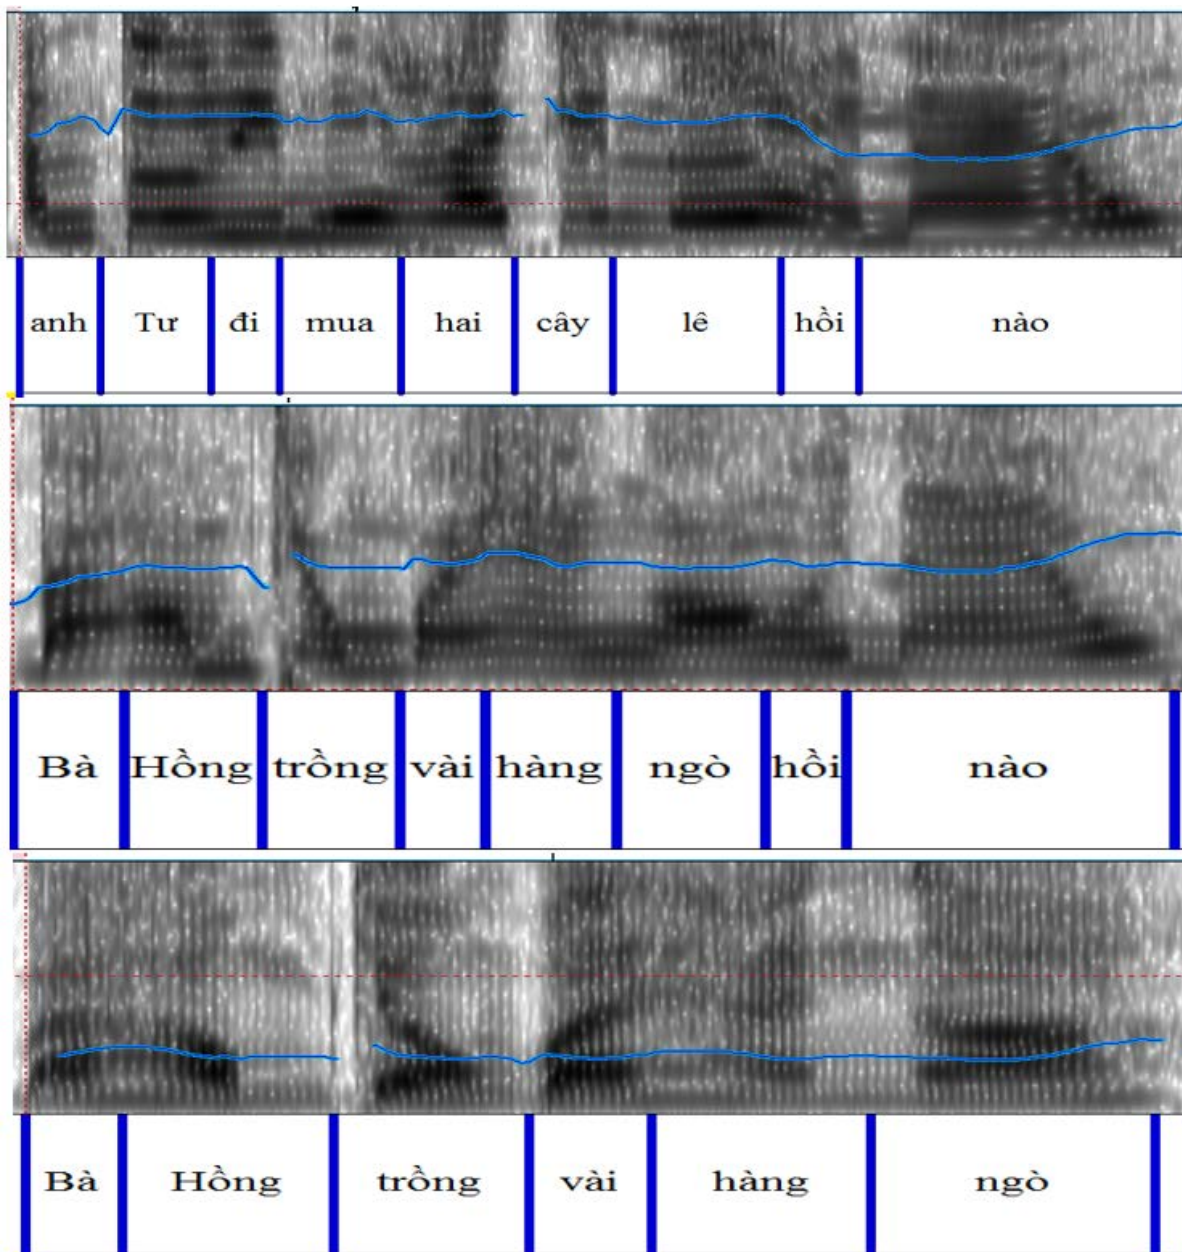 anh Tư đi mua hai cây lê hồi nào
Bà Hồng trồng vài hàng ngò hồi nào
Bà Hồng trồng vài hàng ngò